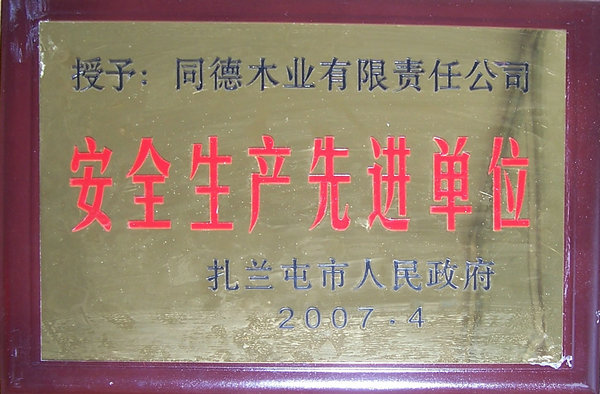 授予：同德木业有限责任公司
安全生产先进单位
扎兰屯市人民政府
2007·4